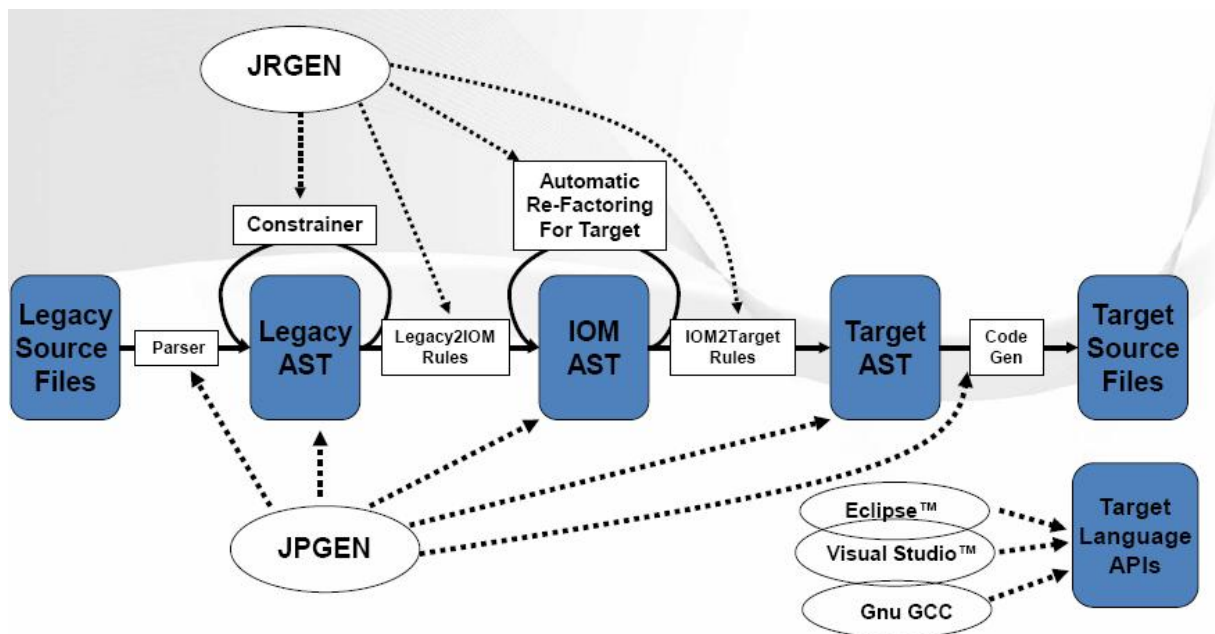 JRGEN
Automatic
Re-Factoring
For Target
Constrainer
Legacy
Source
Files
Parser
Legacy
AST
Legacy2IOM
Rules
IOM
AST
IOM2Target
Rules
Target
AST
Code
Gen
Target
Source
Files
JPGEN
Eclipse™
Visual Studio™
Gnu GCC
Target
Language
APIs